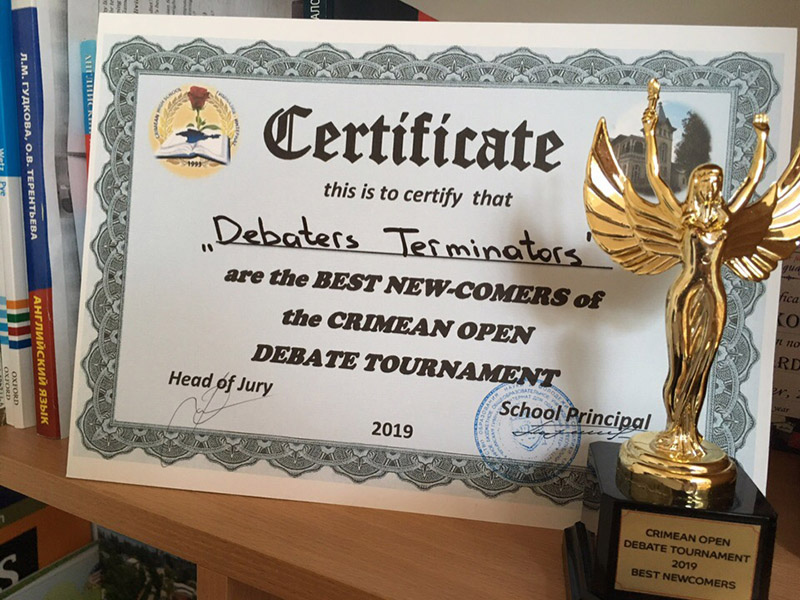 Л.М. ГУДКОВА, О.В. ТЕРЕНТЬЕВА
АНГЛИЙСКИЙ ЯЗЫК
OXFORD
1993
Certificate
this is to certify that
„Debaters Terminators"
are the BEST NEW-COMERS of
the CRIMEAN OPEN
DEBATE TOURNAMENT
Head of Jury
School Principal
2019
CRIMEAN OPEN
DEBATE TOURNAMENT
2019
BEST NEWCOMERS